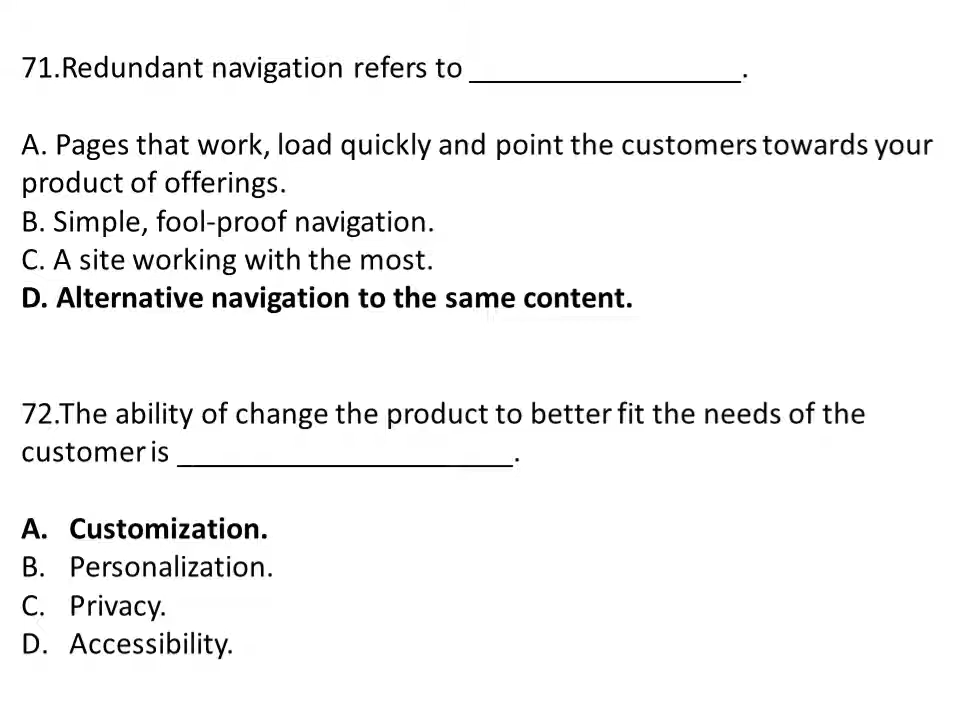 71.Redundant navigation refers to __________________.
A. Pages that work, load quickly and point the customers towards your
product of offerings.
B. Simple, fool-proof navigation.
C. A site working with the most.
D. Alternative navigation to the same content.
72.The ability of change the product to better fit the needs of the
customer is ______________________.
A. Customization.
B. Personalization.
C. Privacy.
D. Accessibility.